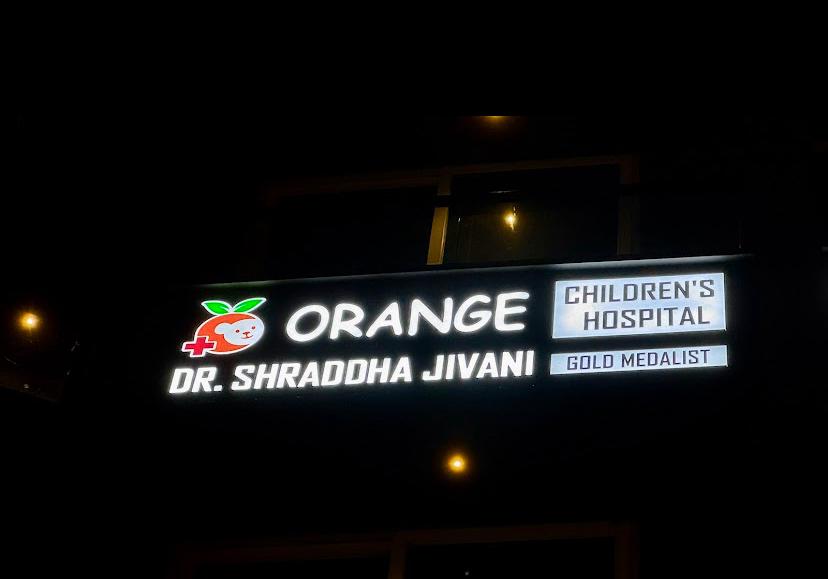 ORANGE
CHILDREN'S
HOSPITAL
DR. SHRADDHA JIVANI
GOLD MEDALIST